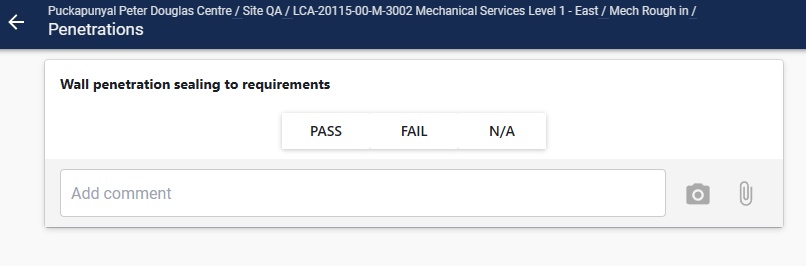 Puckapunyal Peter Douglas Centre / Site QA / LCA-20115-00-M-3002 Mechanical Services Level 1 - East / Mech Rough in /
Penetrations
Wall penetration sealing to requirements
PASS FAIL N/A
Add comment